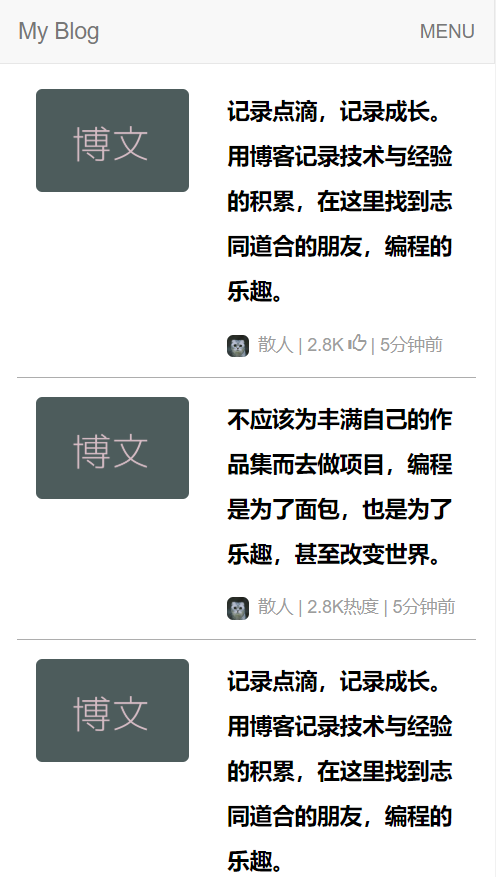 My Blog
MENU
博文
记录点滴，记录成长。
用博客记录技术与经验
的积累，在这里找到志
同道合的朋友，编程的
乐趣。
散人 | 2.8K | 5分钟前
博文
不应该为丰满自己的作
品集而去做项目，编程
是为了面包，也是为了
乐趣，甚至改变世界。
散人 | 2.8K热度 | 5分钟前
博文
记录点滴，记录成长。
用博客记录技术与经验
的积累，在这里找到志
同道合的朋友，编程的
乐趣。